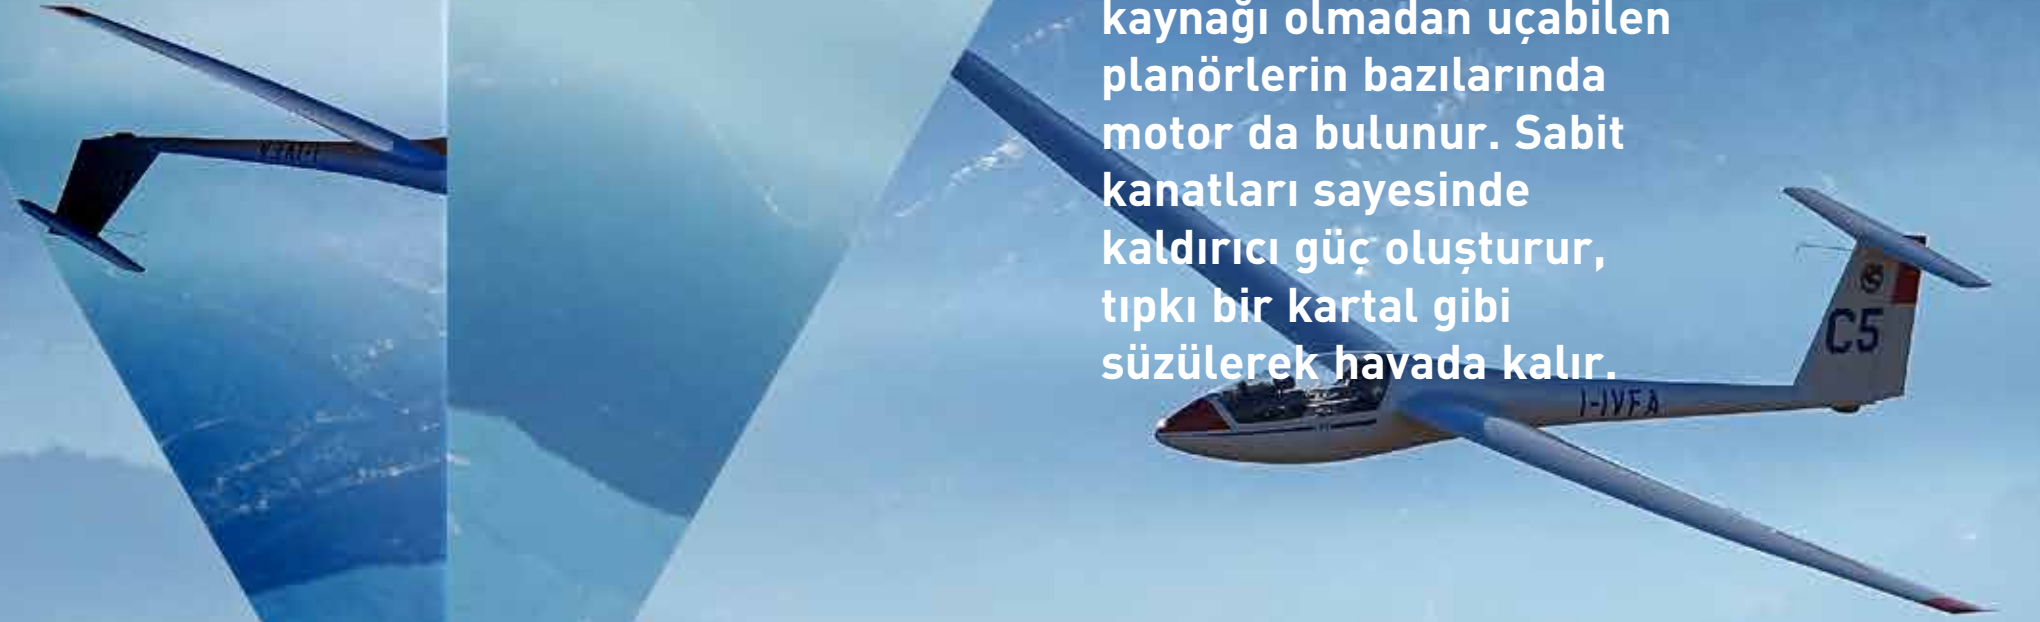 kaynağı olmadan uçabilen
planörlerin bazılarında
motor da bulunur. Sabit
kanatları sayesinde
kaldırıcı güç oluşturur,
tıpkı bir kartal gibi
süzülerek havada kalır.
C5
I-IVFA